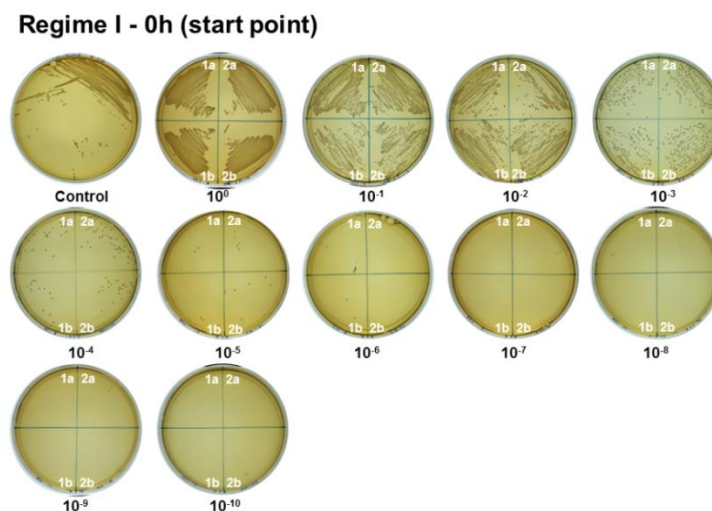 Regime I - 0h (start point)
1a 2a 1a 2a 1a 2a 1a 2a
1b 2b 1b 2b 1b 2b 1b 2b
Control 10⁰ 10⁻¹ 10⁻² 10⁻³
1a 2a 1a 2a 1a 2a 1a 2a 1a 2a
1b 2b 1b 2b 1b 2b 1b 2b 1b 2b
10⁻⁴ 10⁻⁵ 10⁻⁶ 10⁻⁷ 10⁻⁸
1a 2a 1a 2a
1b 2b 1b 2b
10⁻⁹ 10⁻¹⁰